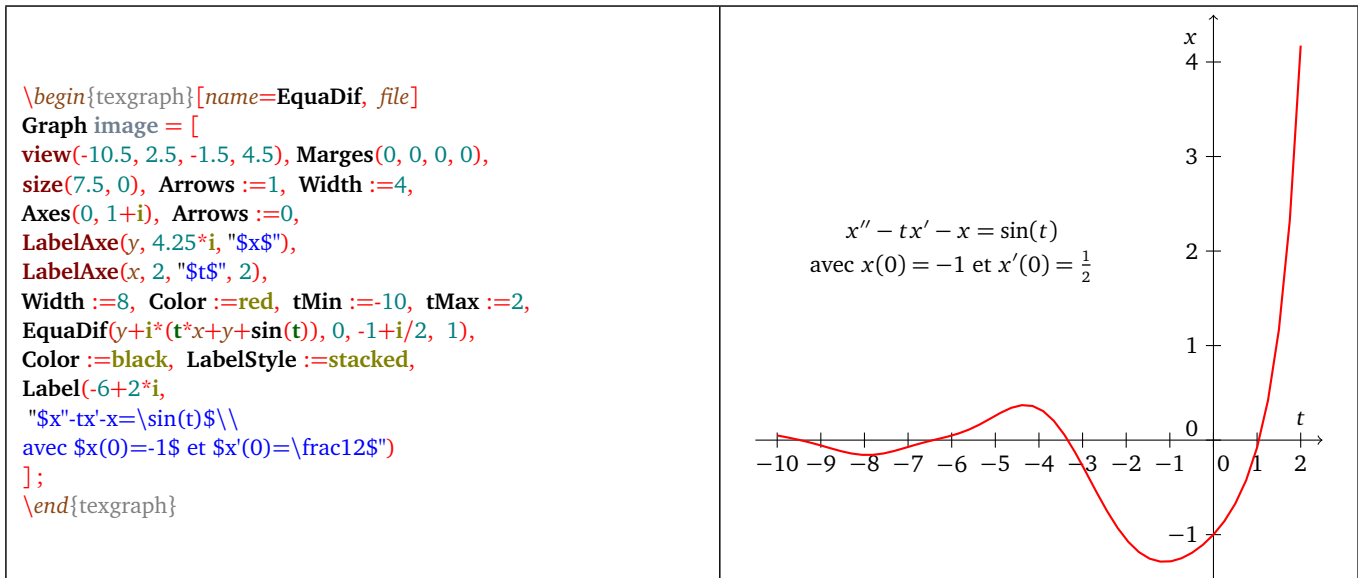 \begin{texgraph}[name=EquaDif, file]
Graph image = [
view(-10.5, 2.5, -1.5, 4.5), Marges(0, 0, 0, 0),
size(7.5, 0), Arrows :=1, Width :=4,
Axes(0, 1+i), Arrows :=0,
LabelAxe(y, 4.25*i, "$x$"),
LabelAxe(x, 2, "$t$", 2),
Width :=8, Color :=red, tMin :=-10, tMax :=2,
EquaDif(y+i*(t*x+y+sin(t)), 0, -1+i/2, 1),
Color :=black, LabelStyle :=stacked,
Label(-6+2*i,
"$x''-tx'-x=\sin(t)$\\
avec $x(0)=-1$ et $x'(0)=\frac12$")
];
\end{texgraph}
x
4
3
x′′ − tx′ − x = sin(t)
avec x(0) = −1 et x′(0) = 1/2
2
1
t
0
−10 −9 −8 −7 −6 −5 −4 −3 −2 −1 0 1 2
−1